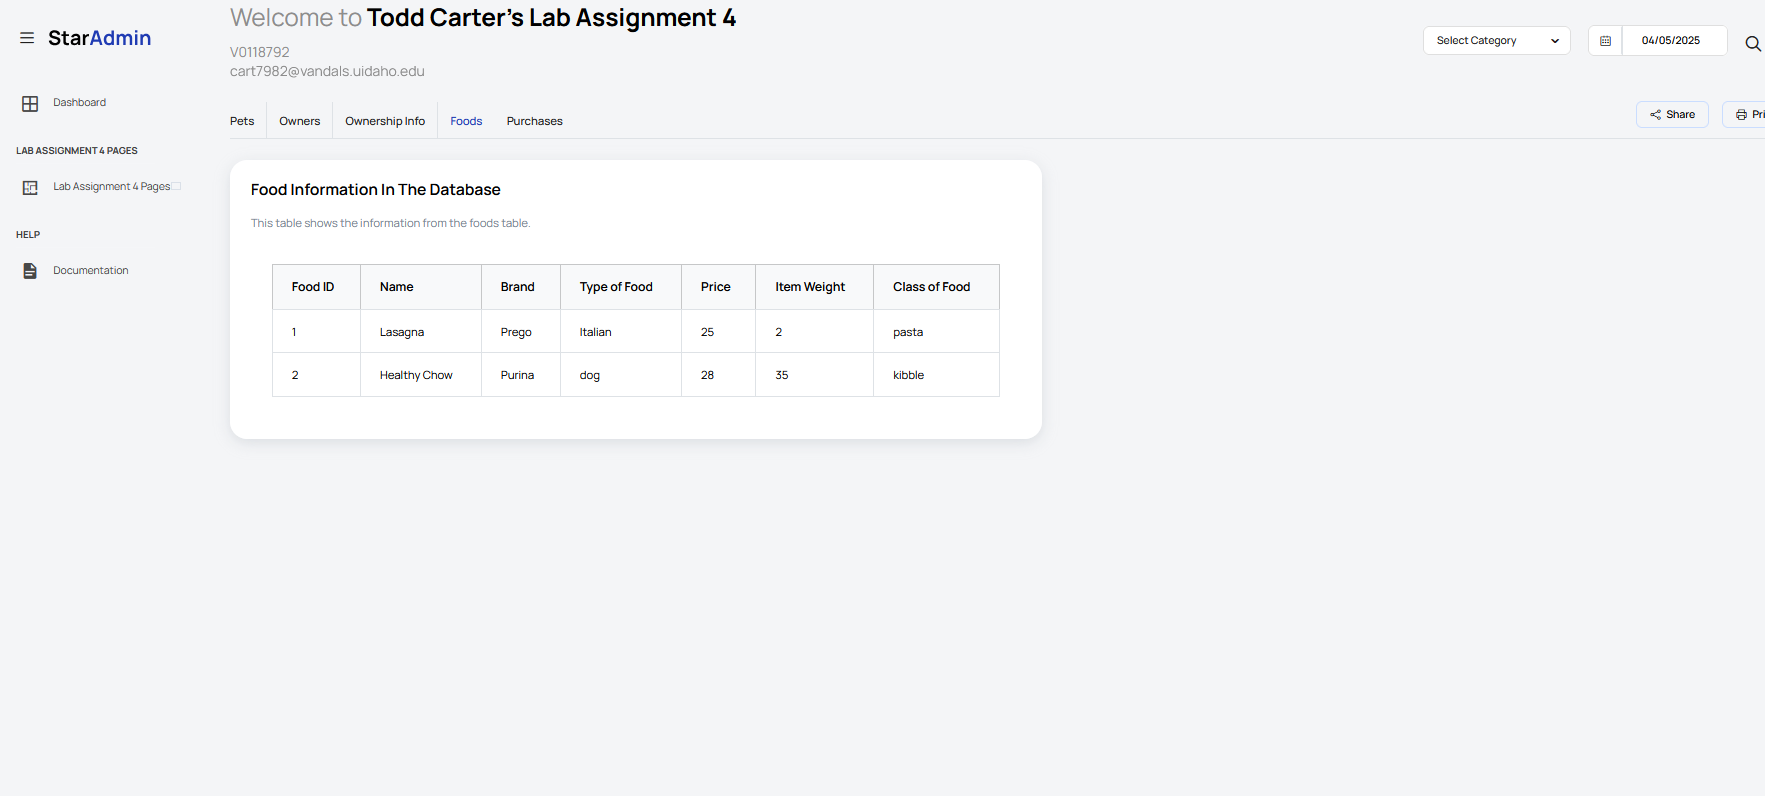 Welcome to Todd Carter's Lab Assignment 4
StarAdmin
V0118792
cart7982@vandals.uidaho.edu
Select Category
04/05/2025
Dashboard
LAB ASSIGNMENT 4 PAGES
Lab Assignment 4 Pages
HELP
Documentation
Pets Owners Ownership Info Foods Purchases
Share Pri
Food Information In The Database
This table shows the information from the foods table.
Food ID Name Brand Type of Food Price Item Weight Class of Food
1 Lasagna Prego Italian 25 2 pasta
2 Healthy Chow Purina dog 28 35 kibble